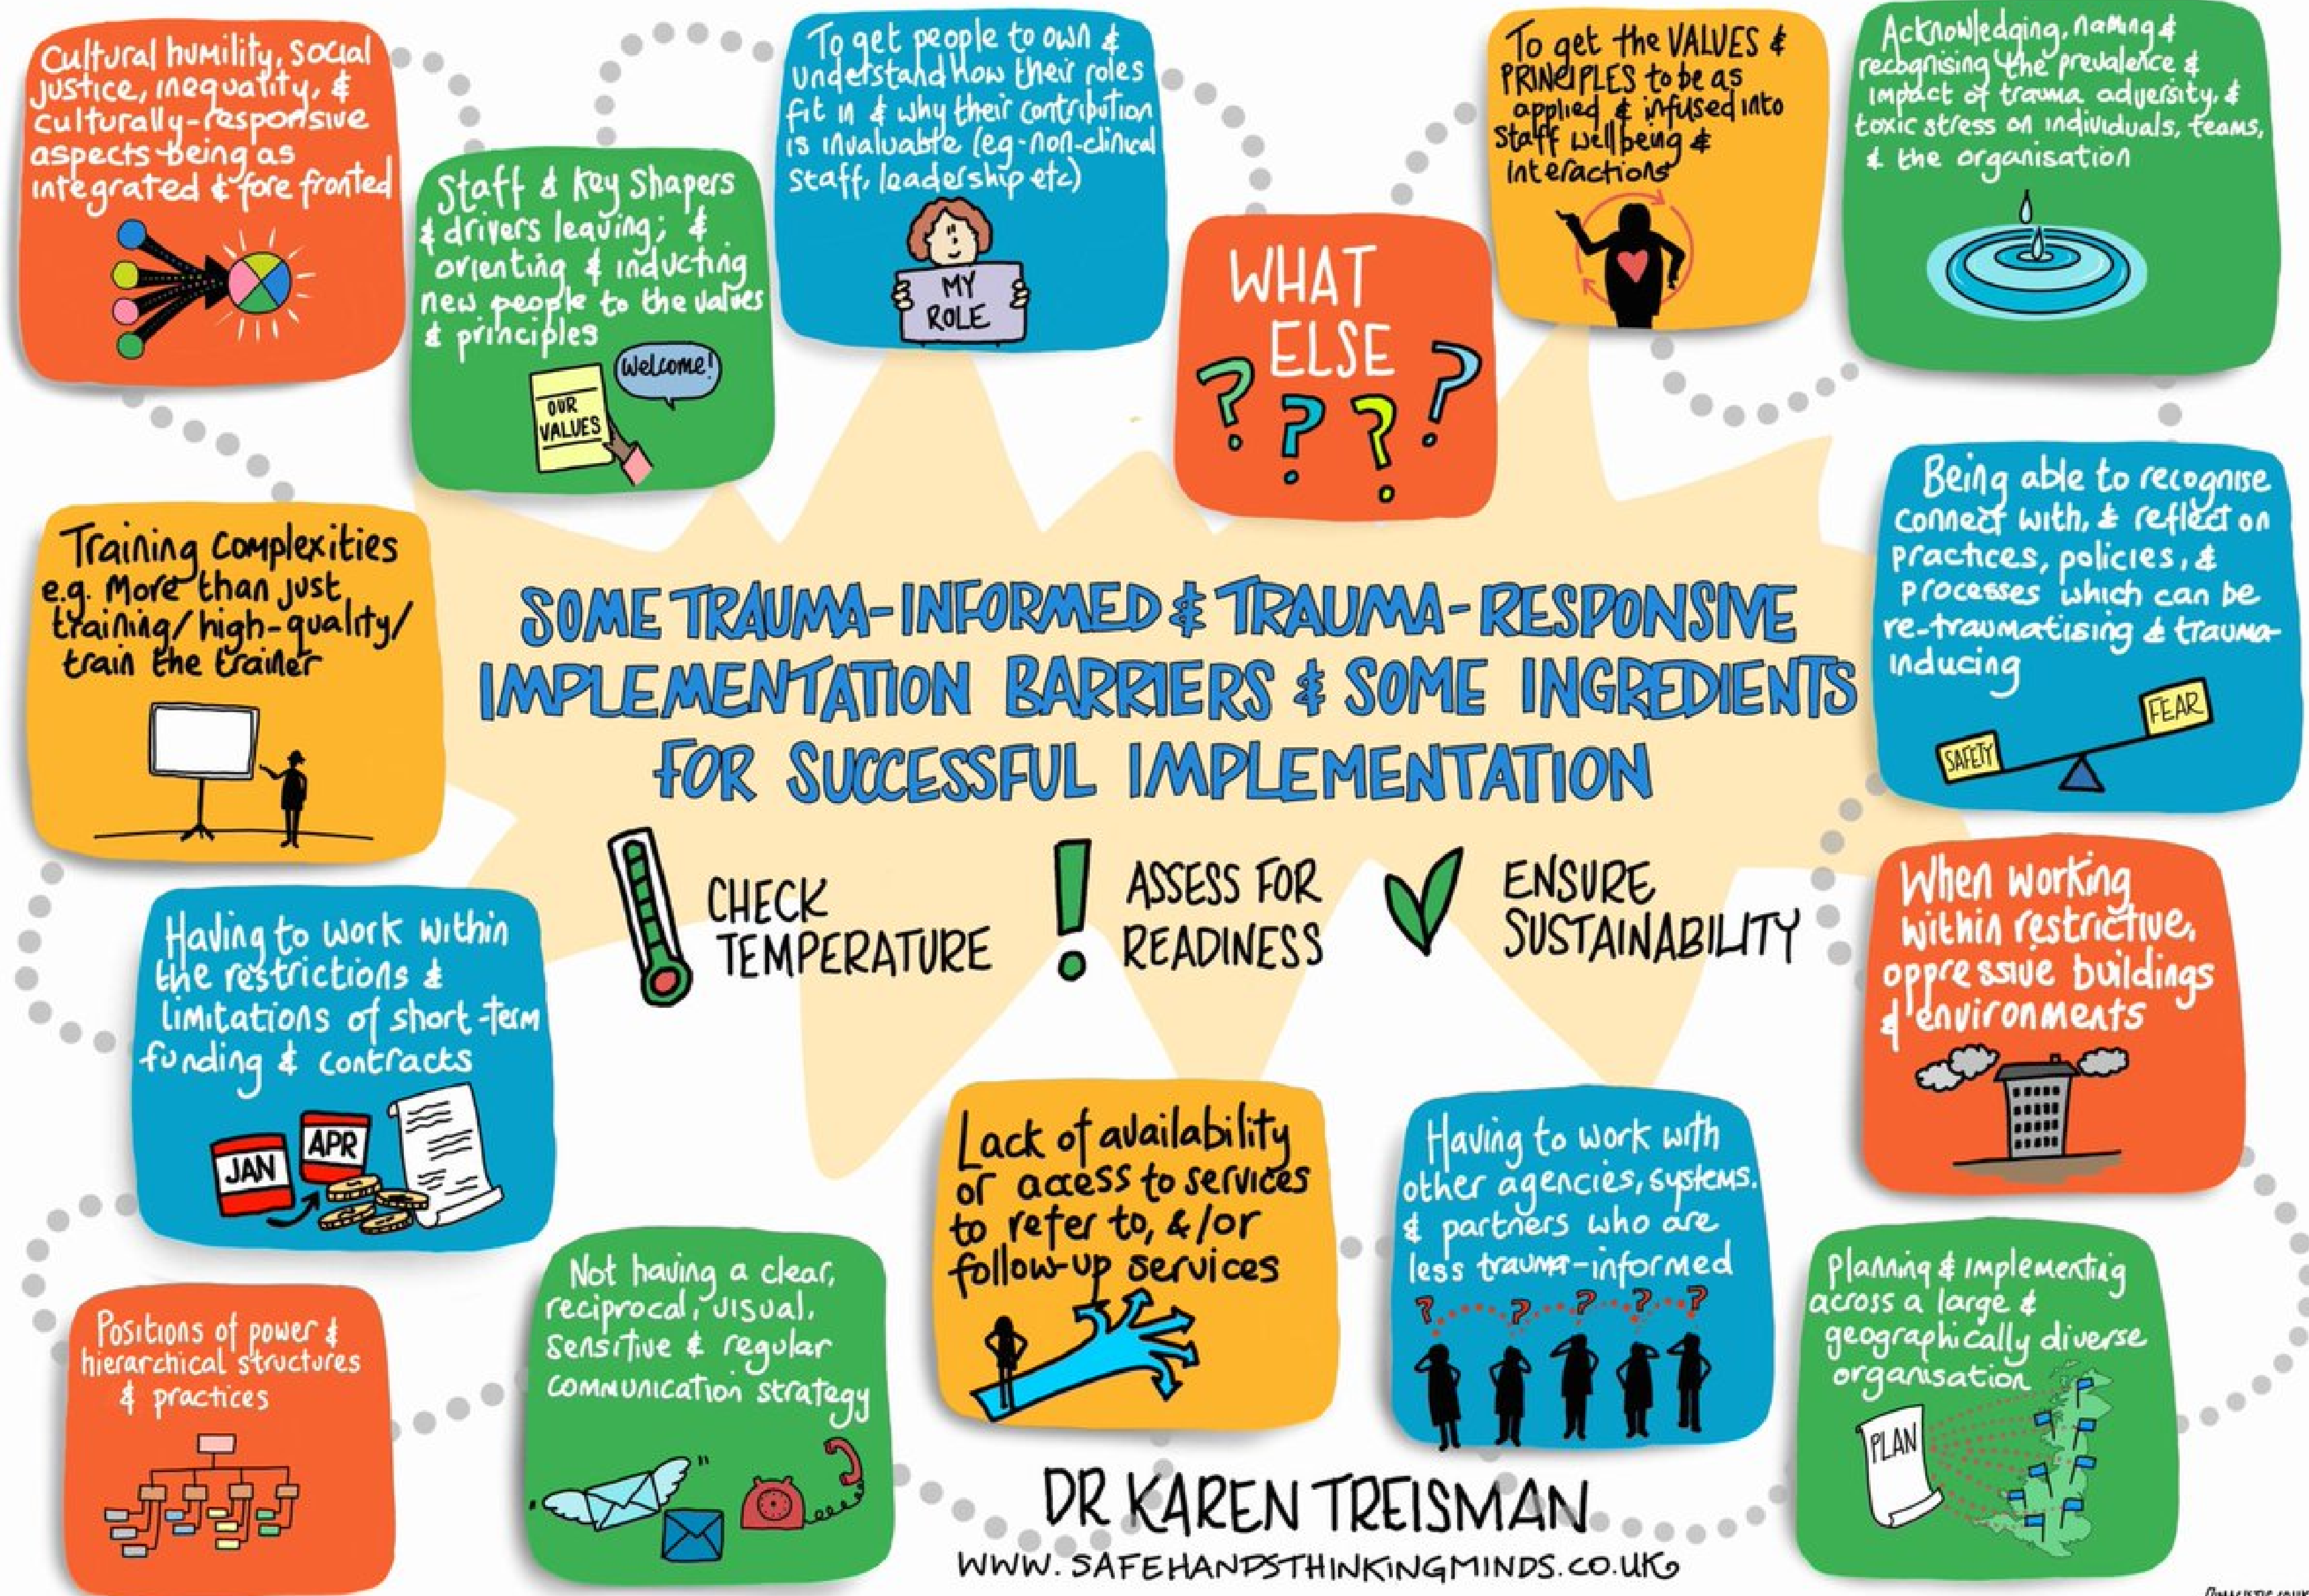 Cultural humility, social
justice, inequality, &
culturally-responsive
aspects being as
integrated & fore fronted
Staff & Key Shapers
& drivers leaving; &
orienting & inducting
new people to the values
& principles
Welcome!
OUR
VALUES
To get people to own &
understand how their roles
fit in & why their contribution
is invaluable (eg-non-clinical
staff, leadership etc)
MY
ROLE
WHAT
ELSE
? ? ? ?
To get the VALUES &
PRINCIPLES to be as
applied & infused into
staff wellbeing &
interactions
Acknowledging, naming &
recognising the prevalence &
impact of trauma adversity, &
toxic stress on individuals, teams,
& the organisation
Training complexities
e.g. More than just
training/high-quality/
train the trainer
SOME TRAUMA-INFORMED & TRAUMA-RESPONSIVE
IMPLEMENTATION BARRIERS & SOME INGREDIENTS
FOR SUCCESSFUL IMPLEMENTATION
Being able to recognise
connect with, & reflect on
practices, policies, &
processes which can be
re-traumatising & trauma-
inducing
SAFETY
FEAR
CHECK
TEMPERATURE
! ASSESS FOR
READINESS
ENSURE
SUSTAINABILITY
Having to work within
the restrictions &
limitations of short-term
funding & contracts
JAN
APR
When working
within restrictive,
oppressive buildings
& environments
Positions of power &
hierarchical structures
& practices
Not having a clear,
reciprocal, visual,
sensitive & regular
communication strategy
Lack of availability
or access to services
to refer to, &/or
follow-up services
Having to work with
other agencies, systems.
& partners who are
less trauma-informed
? ? ? ? ?
Planning & implementing
across a large &
geographically diverse
organisation
PLAN
DR KAREN TREISMAN
WWW.SAFEHANDSTHINKINGMINDS.CO.UK